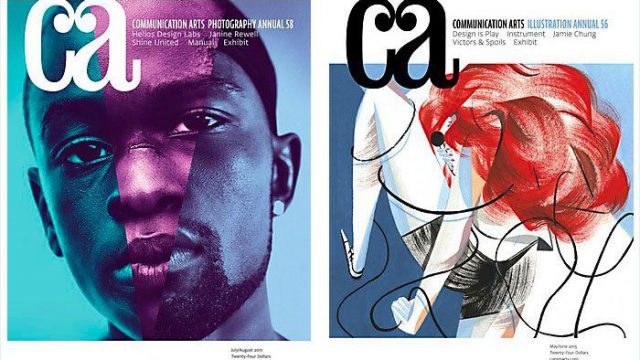 ca
COMMUNICATION ARTS PHOTOGRAPHY ANNUAL 58
Helios Design Labs Janine Rewell
Shine United Manual Exhibit
July/August 2017
Twenty-Four Dollars
ca
COMMUNICATION ARTS ILLUSTRATION ANNUAL 56
Design is Play Instrument Jamie Chung
Victors & Spoils Exhibit
May/June 2015
Twenty-Four Dollars
commarts.com